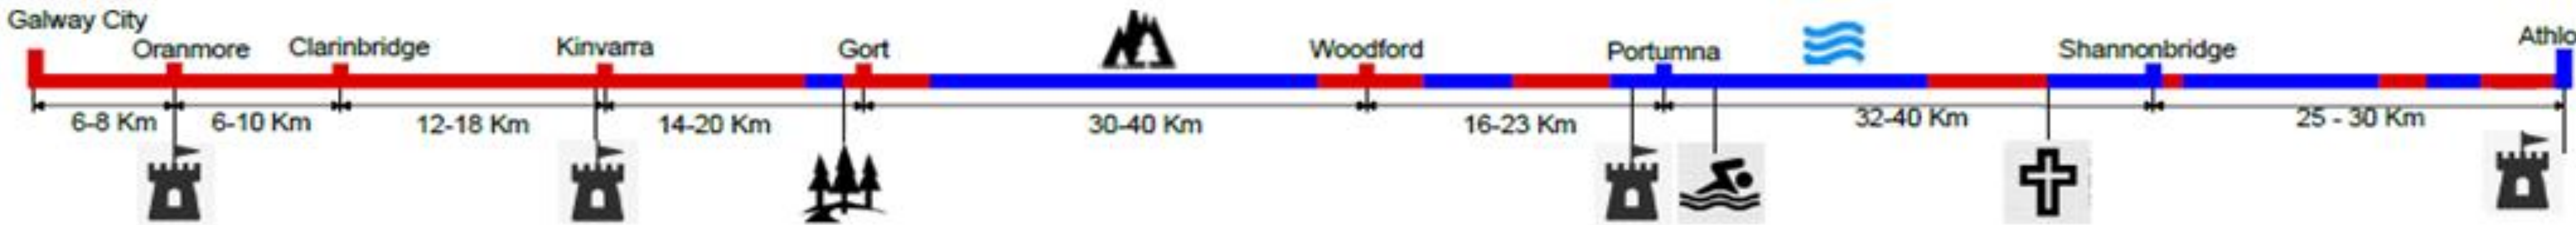 Galway City
Oranmore
Clarinbridge
Kinvarra
Gort
Woodford
Portumna
Shannonbridge
Athlo
6-8 Km
6-10 Km
12-18 Km
14-20 Km
30-40 Km
16-23 Km
32-40 Km
25 - 30 Km